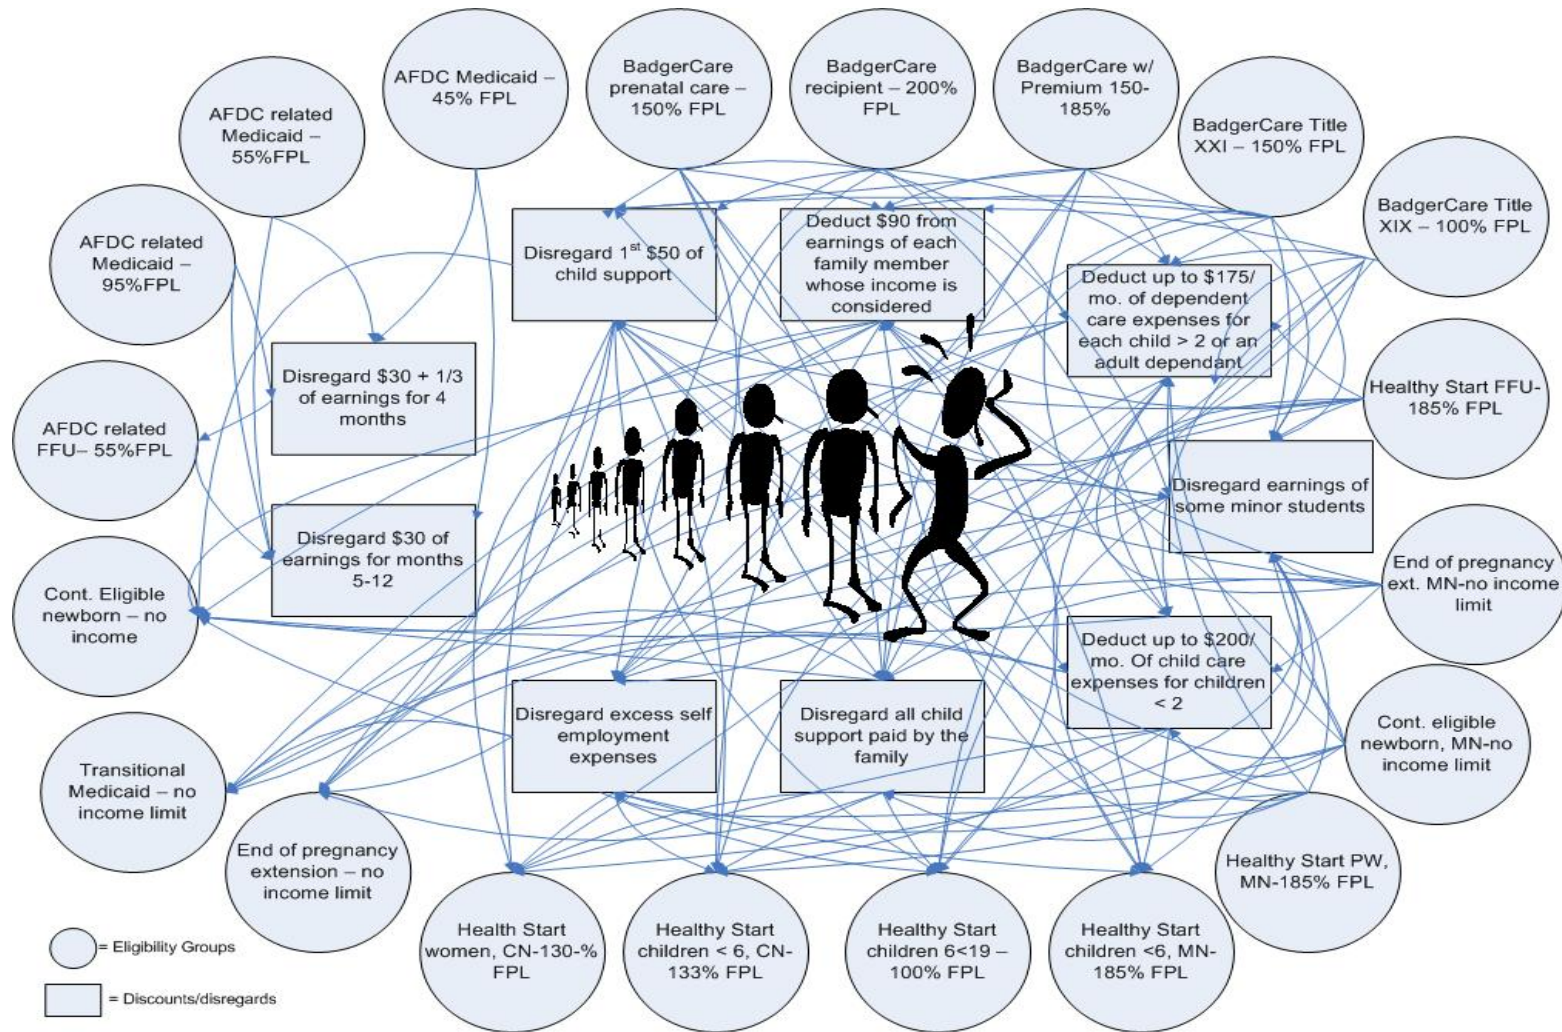 AFDC Medicaid –
45% FPL
BadgerCare
prenatal care –
150% FPL
BadgerCare
recipient – 200%
FPL
BadgerCare w/
Premium 150-
185%
BadgerCare Title
XXI – 150% FPL
BadgerCare Title
XIX – 100% FPL
AFDC related
Medicaid –
55%FPL
AFDC related
Medicaid –
95%FPL
AFDC related
FFU– 55%FPL
Cont. Eligible
newborn – no
income
Transitional
Medicaid – no
income limit
End of pregnancy
extension – no
income limit
Disregard 1st $50 of
child support
Deduct $90 from
earnings of each
family member
whose income is
considered
Deduct up to $175/
mo. of dependent
care expenses for
each child > 2 or an
adult dependant
Disregard $30 + 1/3
of earnings for 4
months
Disregard $30 of
earnings for months
5-12
Disregard earnings of
some minor students
Deduct up to $200/
mo. Of child care
expenses for children
< 2
Disregard excess self
employment
expenses
Disregard all child
support paid by the
family
Healthy Start FFU-
185% FPL
End of pregnancy
ext. MN-no income
limit
Cont. eligible
newborn, MN-no
income limit
Healthy Start PW,
MN-185% FPL
Health Start
women, CN-130-%
FPL
Healthy Start
children < 6, CN-
133% FPL
Healthy Start
children 6<19 –
100% FPL
Healthy Start
children <6, MN-
185% FPL
= Eligibility Groups
= Discounts/disregards